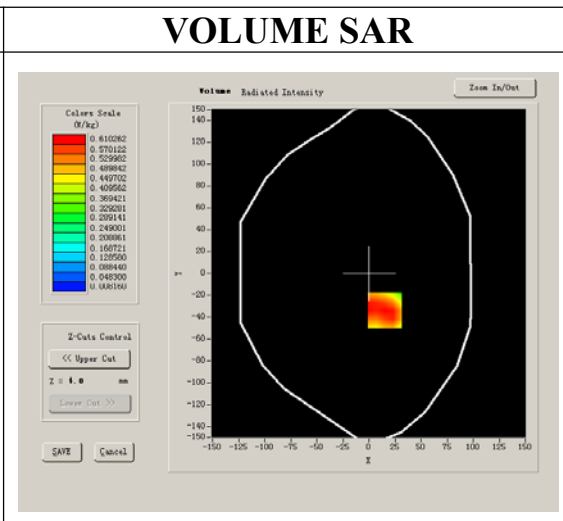 VOLUME SAR
Volume Radiated Intensity
Zoom In/Out
Colors Scale
(W/kg)
0.610262
0.570122
0.529982
0.489842
0.449702
0.409562
0.369421
0.329281
0.289141
0.249001
0.208861
0.168721
0.128580
0.088440
0.048300
0.008160
Z-Cuts Control
<< Upper Cut
Z = 4.0 mm
Lower Cut >>
SAVE Cancel
150
140
120
100
80
60
40
20
0
-20
-40
-60
-80
-100
-120
-140
-150
Y
-150 -125 -100 -75 -50 -25 0 25 50 75 100 125 150
X